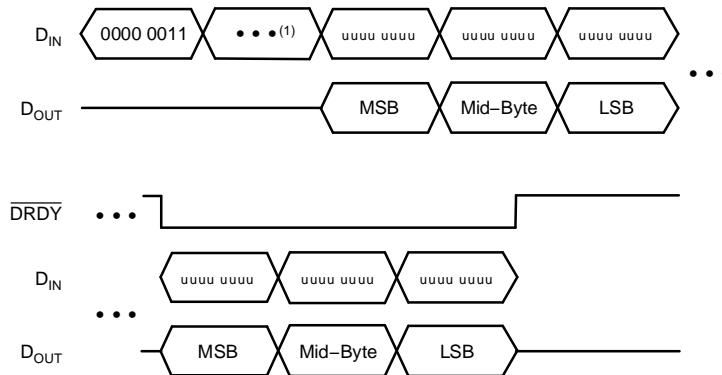 DIN 0000 0011 • • • (1) uuuu uuuu uuuu uuuu uuuu uuuu
• •
DOUT MSB Mid−Byte LSB
DRDY • • •
DIN uuuu uuuu uuuu uuuu uuuu uuuu
• • •
DOUT MSB Mid−Byte LSB